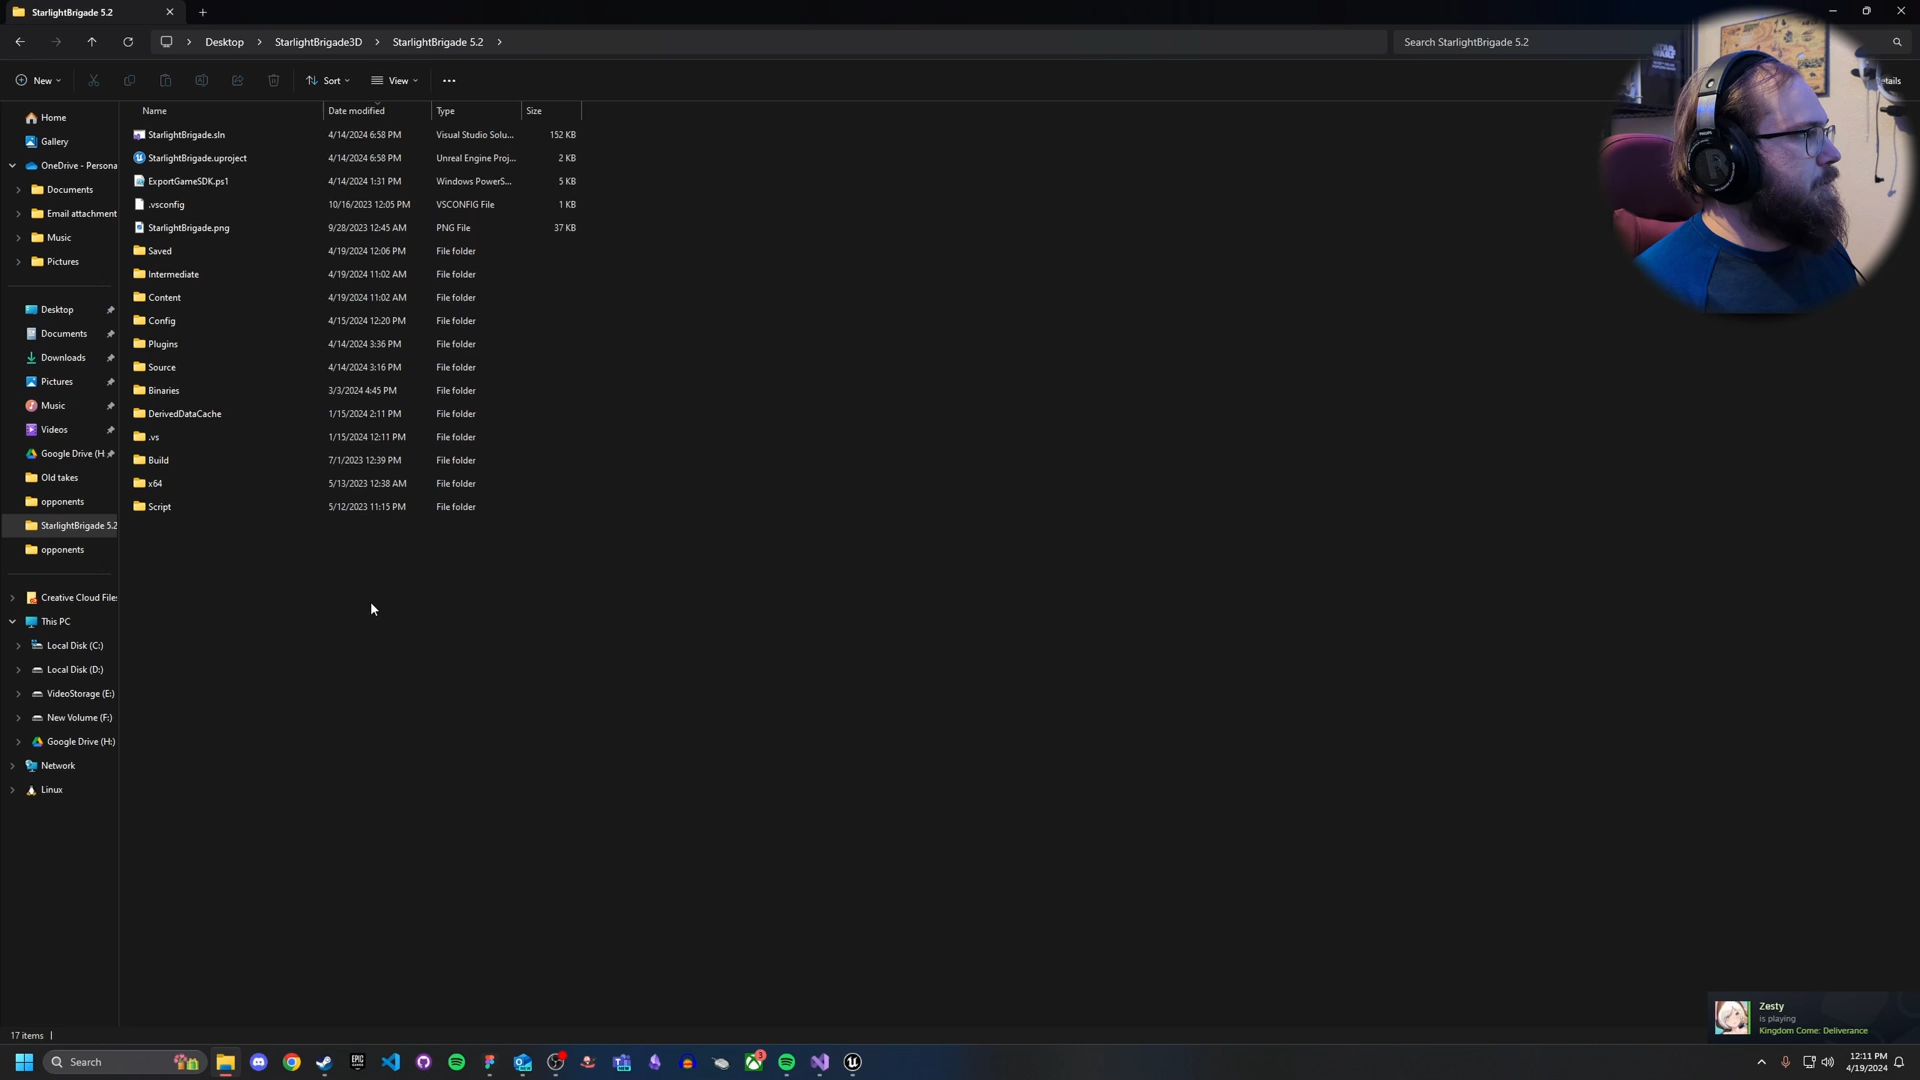 StarlightBrigade 5.2
Desktop
StarlightBrigade3D
StarlightBrigade 5.2
Search StarlightBrigade 5.2
New
Sort
View
Name
Date modified
Type
Size
StarlightBrigade.sln 4/14/2024 6:58 PM Visual Studio Solu... 152 KB
StarlightBrigade.uproject 4/14/2024 6:58 PM Unreal Engine Proj... 2 KB
ExportGameSDK.ps1 4/14/2024 1:31 PM Windows PowerS... 5 KB
.vsconfig 10/16/2023 12:05 PM VSCONFIG File 1 KB
StarlightBrigade.png 9/28/2023 12:45 AM PNG File 37 KB
Saved 4/19/2024 12:06 PM File folder
Intermediate 4/19/2024 11:02 AM File folder
Content 4/19/2024 11:02 AM File folder
Config 4/15/2024 12:20 PM File folder
Plugins 4/14/2024 3:36 PM File folder
Source 4/14/2024 3:16 PM File folder
Binaries 3/3/2024 4:45 PM File folder
DerivedDataCache 1/15/2024 2:11 PM File folder
.vs 1/15/2024 12:11 PM File folder
Build 7/1/2023 12:39 PM File folder
x64 5/13/2023 12:38 AM File folder
Script 5/12/2023 11:15 PM File folder
Home
Gallery
OneDrive - Persona
Documents
Email attachment
Music
Pictures
Desktop
Documents
Downloads
Pictures
Music
Videos
Google Drive (H
Old takes
opponents
StarlightBrigade 5.2
opponents
Creative Cloud Files
This PC
Local Disk (C:)
Local Disk (D:)
VideoStorage (E:)
New Volume (F:)
Google Drive (H:)
Network
Linux
STAR
Zesty
is playing
Kingdom Come: Deliverance
17 items
Search
EPIC
3
12:11 PM
4/19/2024